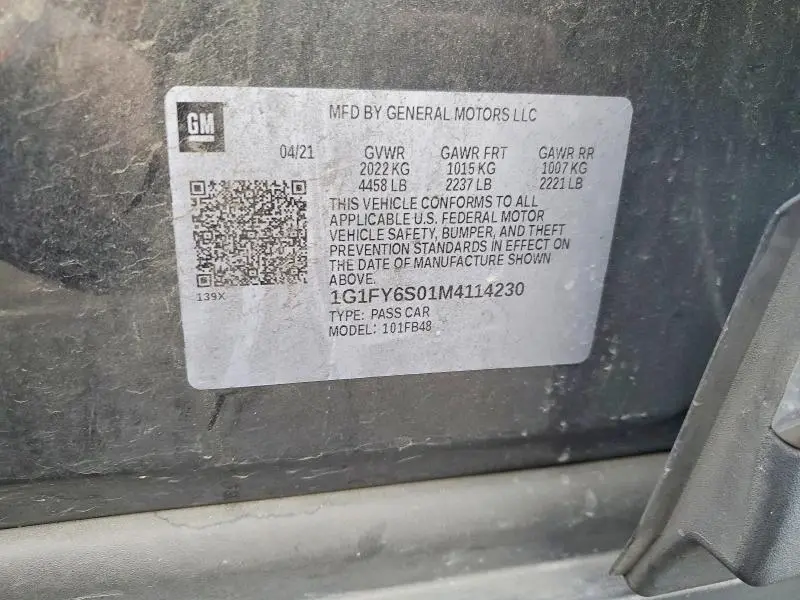 GM
MFD BY GENERAL MOTORS LLC
04/21 GVWR GAWR FRT GAWR RR
2022 KG 1015 KG 1007 KG
4458 LB 2237 LB 2221 LB
THIS VEHICLE CONFORMS TO ALL
APPLICABLE U.S. FEDERAL MOTOR
VEHICLE SAFETY, BUMPER, AND THEFT
PREVENTION STANDARDS IN EFFECT ON
THE DATE OF MANUFACTURE SHOWN
ABOVE.
139X
1G1FY6S01M4114230
TYPE: PASS CAR
MODEL: 101FB48